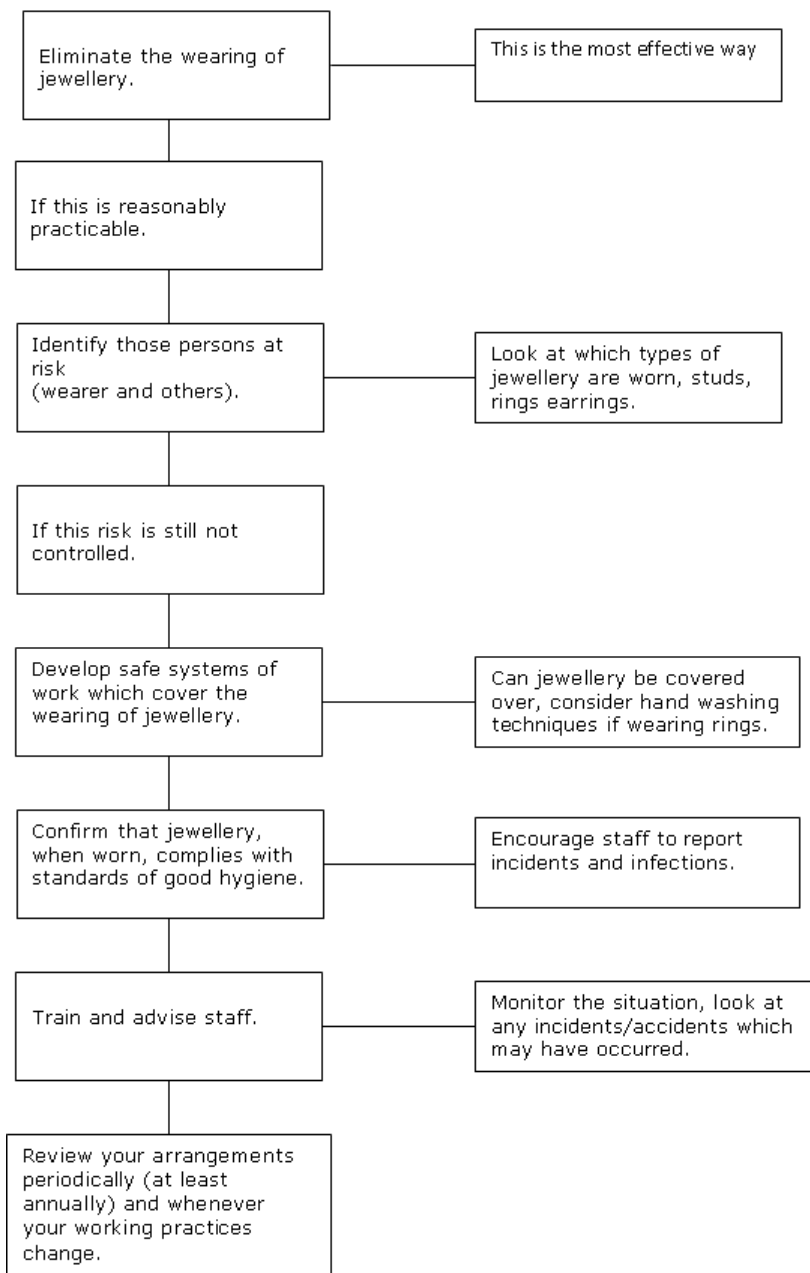 Eliminate the wearing of
jewellery.
This is the most effective way
If this is reasonably
practicable.
Identify those persons at
risk
(wearer and others).
Look at which types of
jewellery are worn, studs,
rings earrings.
If this risk is still not
controlled.
Develop safe systems of
work which cover the
wearing of jewellery.
Can jewellery be covered
over, consider hand washing
techniques if wearing rings.
Confirm that jewellery,
when worn, complies with
standards of good hygiene.
Encourage staff to report
incidents and infections.
Train and advise staff.
Monitor the situation, look at
any incidents/accidents which
may have occurred.
Review your arrangements
periodically (at least
annually) and whenever
your working practices
change.